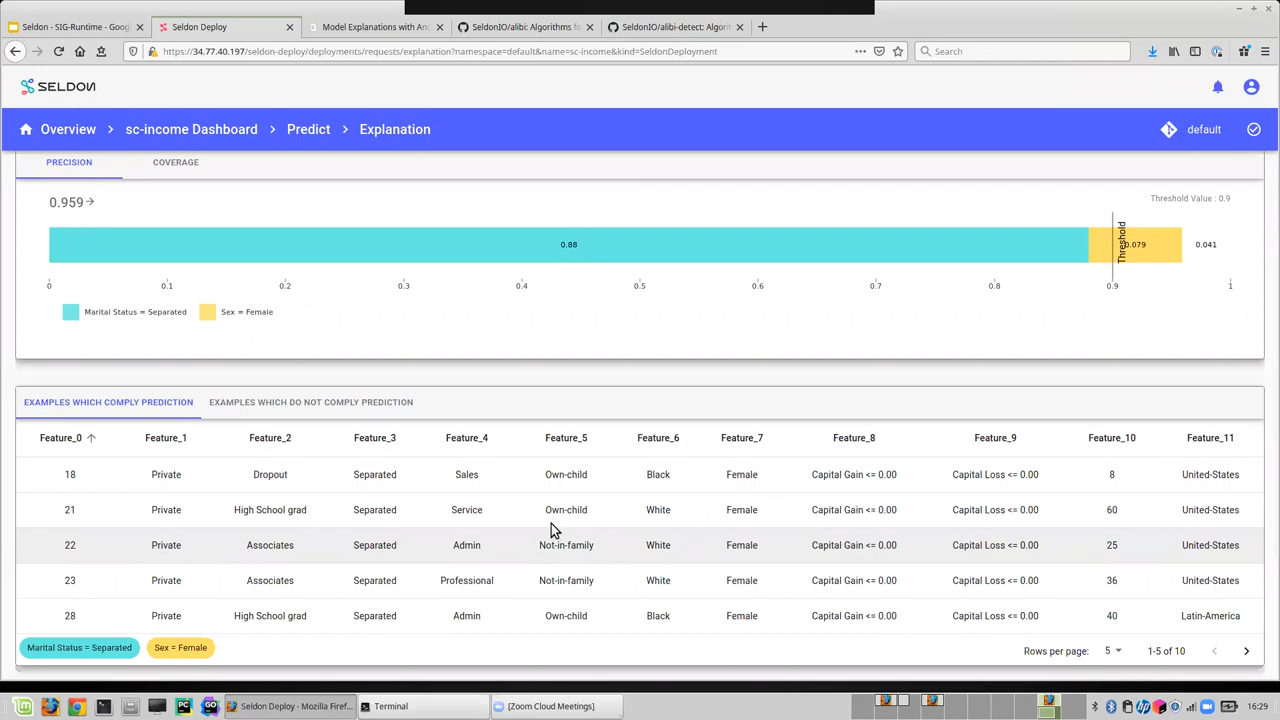 Seldon - SIG-Runtime - Goog
Seldon Deploy
Model Explanations with Anc
SeldonIO/alibi: Algorithms fo
SeldonIO/alibi-detect: Algorit
https://34.77.40.197/seldon-deploy/deployments/requests/explanation?namespace=default&name=sc-income&kind=SeldonDeployment
Search
SELDON
Overview > sc-income Dashboard > Predict > Explanation
default
PRECISION COVERAGE
0.959
Threshold Value : 0.9
0.88
Threshold
0.079
0.041
0 0.1 0.2 0.3 0.4 0.5 0.6 0.7 0.8 0.9 1
Marital Status = Separated Sex = Female
EXAMPLES WHICH COMPLY PREDICTION EXAMPLES WHICH DO NOT COMPLY PREDICTION
Feature_0 Feature_1 Feature_2 Feature_3 Feature_4 Feature_5 Feature_6 Feature_7 Feature_8 Feature_9 Feature_10 Feature_11
18 Private Dropout Separated Sales Own-child Black Female Capital Gain <= 0.00 Capital Loss <= 0.00 8 United-States
21 Private High School grad Separated Service Own-child White Female Capital Gain <= 0.00 Capital Loss <= 0.00 60 United-States
22 Private Associates Separated Admin Not-in-family White Female Capital Gain <= 0.00 Capital Loss <= 0.00 25 United-States
23 Private Associates Separated Professional Not-in-family White Female Capital Gain <= 0.00 Capital Loss <= 0.00 36 United-States
28 Private High School grad Separated Admin Own-child Black Female Capital Gain <= 0.00 Capital Loss <= 0.00 40 Latin-America
Marital Status = Separated Sex = Female
Rows per page: 5 1-5 of 10
PC
GO
Seldon Deploy - Mozilla Firef...
Terminal
[Zoom Cloud Meetings]
16:29